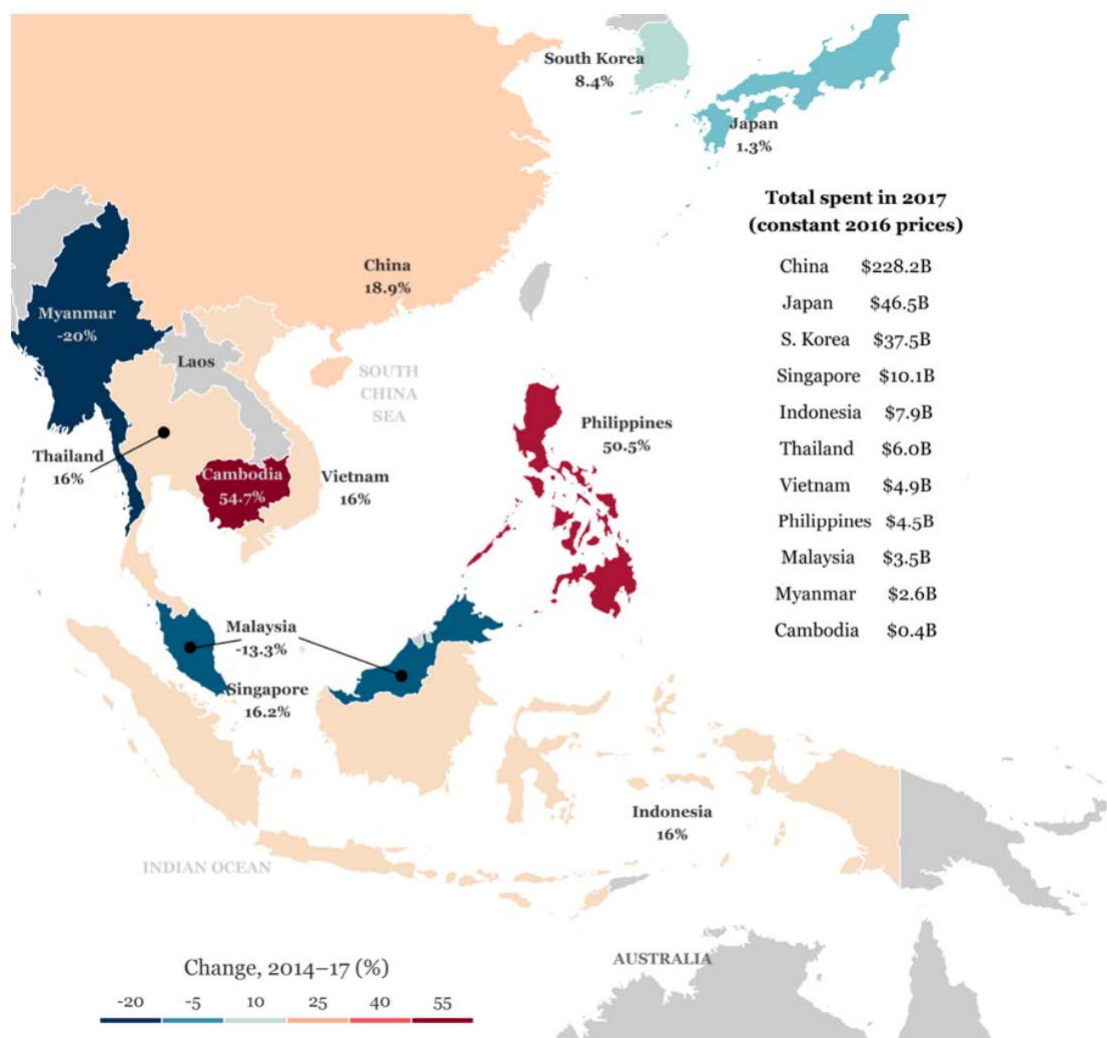 South Korea
8.4%
Japan
1.3%
Total spent in 2017
(constant 2016 prices)
China $228.2B
Japan $46.5B
S. Korea $37.5B
Singapore $10.1B
Indonesia $7.9B
Thailand $6.0B
Vietnam $4.9B
Philippines $4.5B
Malaysia $3.5B
Myanmar $2.6B
Cambodia $0.4B
China
18.9%
Myanmar
-20%
Laos
SOUTH
CHINA
SEA
Philippines
50.5%
Thailand
16%
Cambodia
54.7%
Vietnam
16%
Malaysia
-13.3%
Singapore
16.2%
Indonesia
16%
INDIAN OCEAN
AUSTRALIA
Change, 2014–17 (%)
-20 -5 10 25 40 55